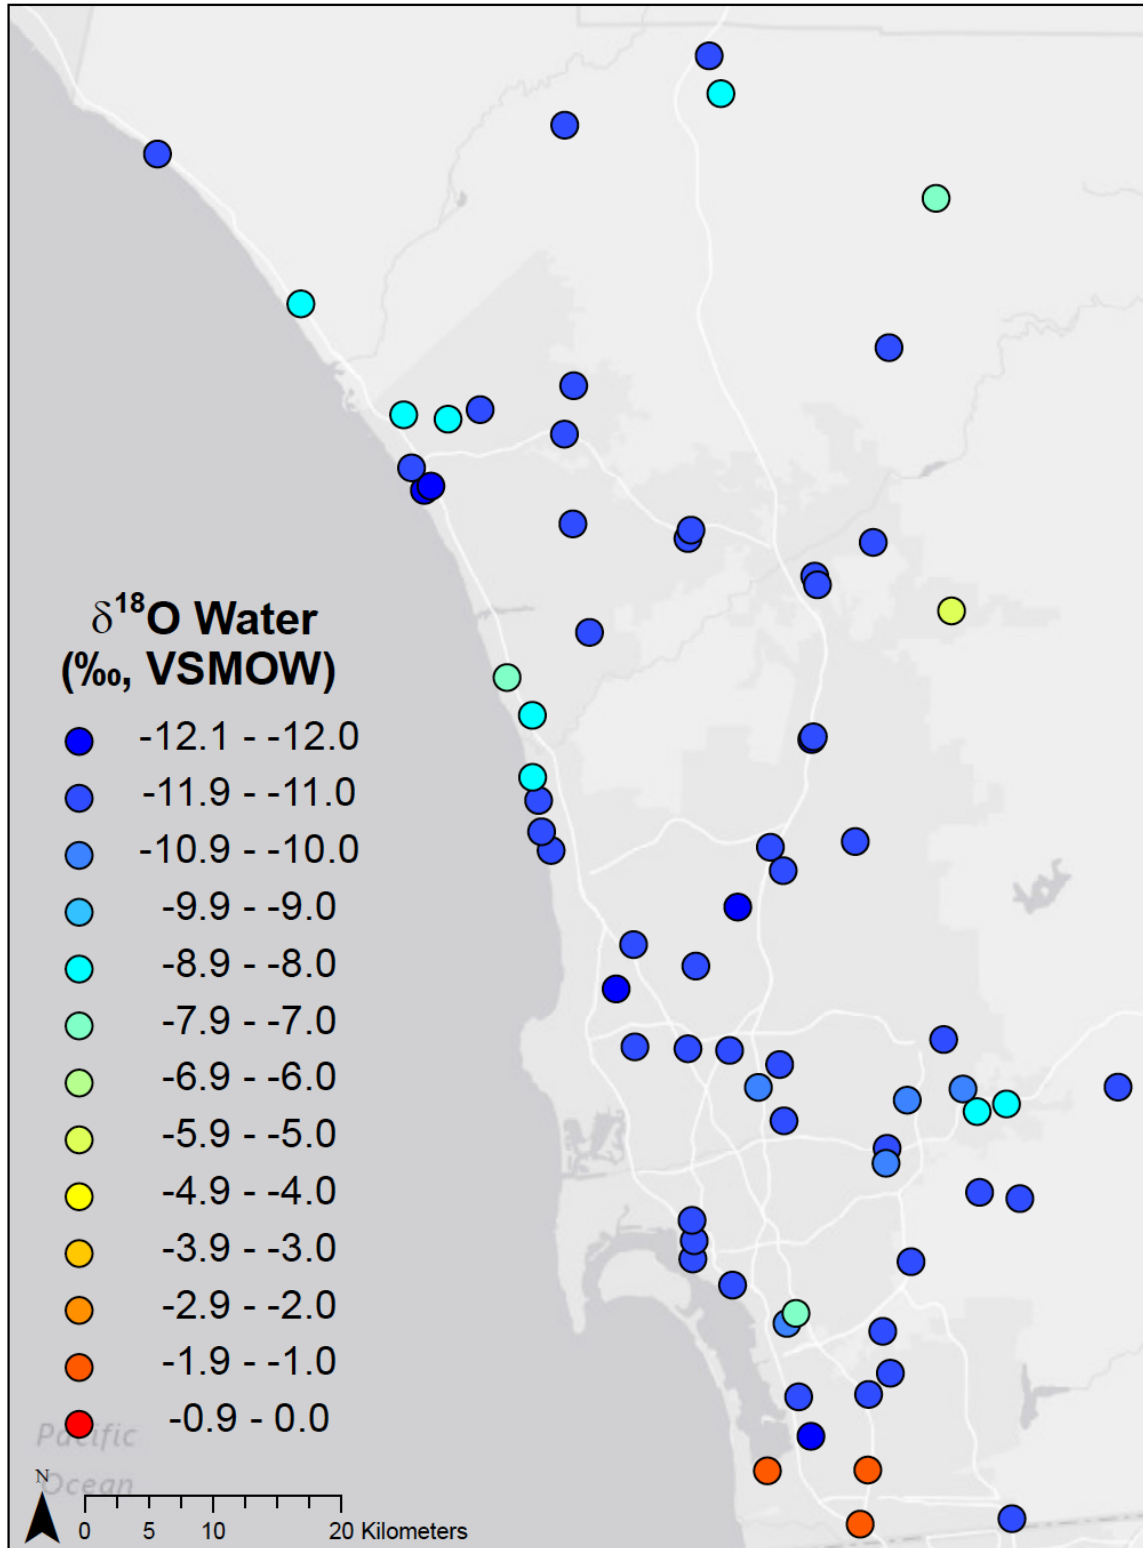 δ¹⁸O Water
(‰, VSMOW)
-12.1 - -12.0
-11.9 - -11.0
-10.9 - -10.0
-9.9 - -9.0
-8.9 - -8.0
-7.9 - -7.0
-6.9 - -6.0
-5.9 - -5.0
-4.9 - -4.0
-3.9 - -3.0
-2.9 - -2.0
-1.9 - -1.0
-0.9 - 0.0
Pacific
Ocean
N
0 5 10 20 Kilometers